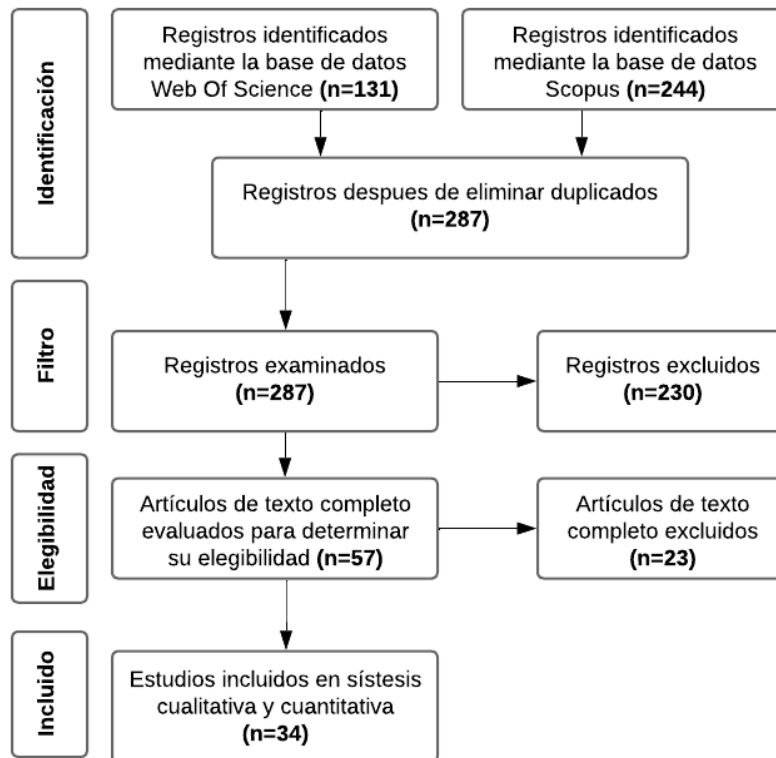 Identificación
Registros identificados
mediante la base de datos
Web Of Science (n=131)
Registros identificados
mediante la base de datos
Scopus (n=244)
Registros despues de eliminar duplicados
(n=287)
Filtro
Registros examinados
(n=287)
Registros excluidos
(n=230)
Elegibilidad
Artículos de texto completo
evaluados para determinar
su elegibilidad (n=57)
Artículos de texto
completo excluidos
(n=23)
Incluido
Estudios incluidos en sístesis
cualitativa y cuantitativa
(n=34)